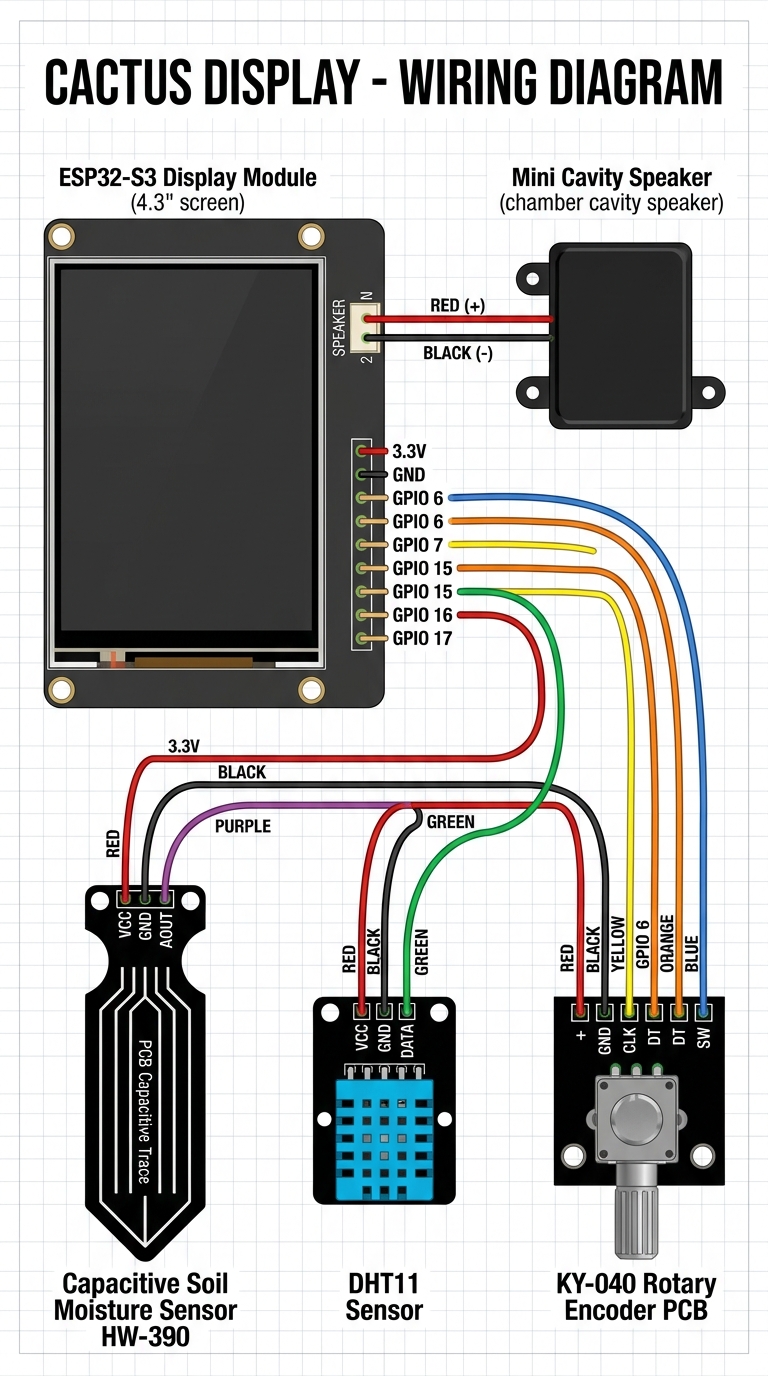 CACTUS DISPLAY - WIRING DIAGRAM
ESP32-S3 Display Module
(4.3" screen)
Mini Cavity Speaker
(chamber cavity speaker)
SPEAKER
N
2
RED (+)
BLACK (-)
3.3V
GND
GPIO 6
GPIO 6
GPIO 7
GPIO 15
GPIO 15
GPIO 16
GPIO 17
3.3V
BLACK
PURPLE
GREEN
RED
VCC
GND
AOUT
PCB Capacitive Trace
RED
BLACK
GREEN
VCC
GND
DATA
RED
BLACK
YELLOW
GPIO 6
ORANGE
BLUE
+
GND
CLK
DT
DT
SW
Capacitive Soil
Moisture Sensor
HW-390
DHT11
Sensor
KY-040 Rotary
Encoder PCB